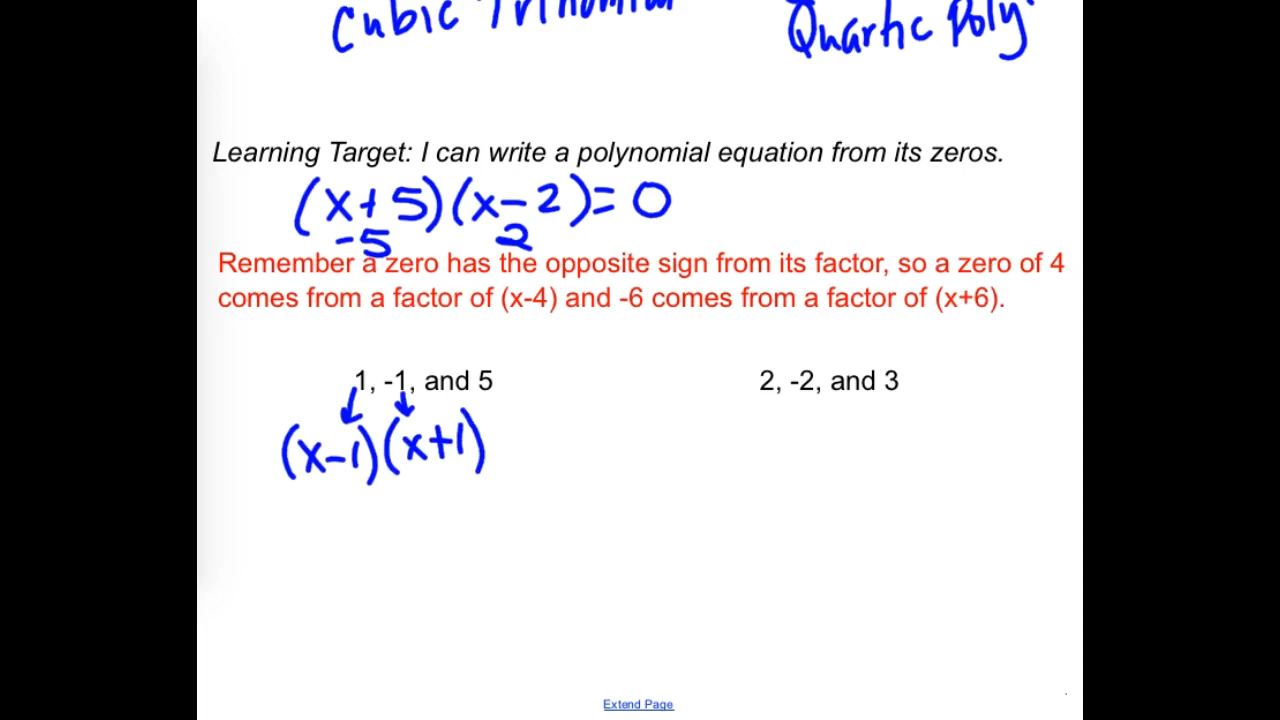 Cubic Trinomial Quartic Poly
Learning Target: I can write a polynomial equation from its zeros.
(x+5)(x-2)=0
-5 2
Remember a zero has the opposite sign from its factor, so a zero of 4
comes from a factor of (x-4) and -6 comes from a factor of (x+6).
1, -1, and 5 2, -2, and 3
(x-1)(x+1)
Extend Page